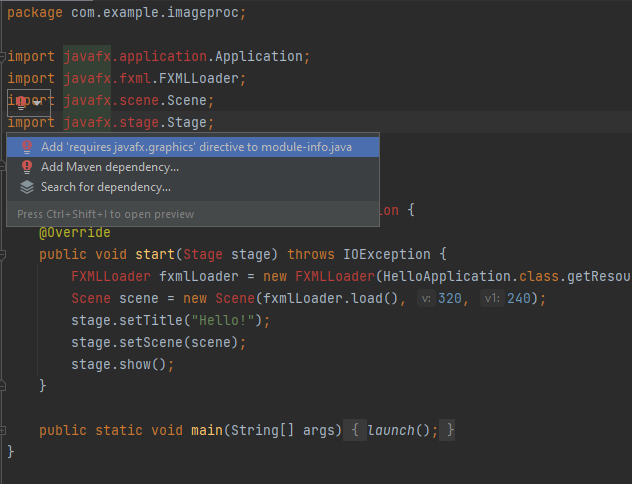 package com.example.imageproc;
import javafx.application.Application;
import javafx.fxml.FXMLLoader;
import javafx.scene.Scene;
import javafx.stage.Stage;
Add 'requires javafx.graphics' directive to module-info.java
Add Maven dependency...
Search for dependency...
Press Ctrl+Shift+I to open preview
{
@Override
public void start(Stage stage) throws IOException {
FXMLLoader fxmlLoader = new FXMLLoader(HelloApplication.class.getResou
Scene scene = new Scene(fxmlLoader.load(), v: 320, v1: 240);
stage.setTitle("Hello!");
stage.setScene(scene);
stage.show();
}
public static void main(String[] args) { launch(); }
}